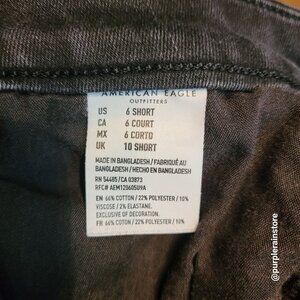 AMERICAN EAGLE
OUTFITTERS
US 6 SHORT
CA 6 COURT
MX 6 CORTO
UK 10 SHORT
MADE IN BANGLADESH / FABRIQUÉ AU
BANGLADESH / HECHO EN BANGLADESH
RN 54485 / CA 03873
RFC# AEM120605U9A
EN 66% COTTON / 22% POLYESTER / 10%
VISCOSE / 2% ELASTANE.
EXCLUSIVE OF DECORATION.
FR 66% COTON / 22% POLYESTER / 10%
@purplerainstore